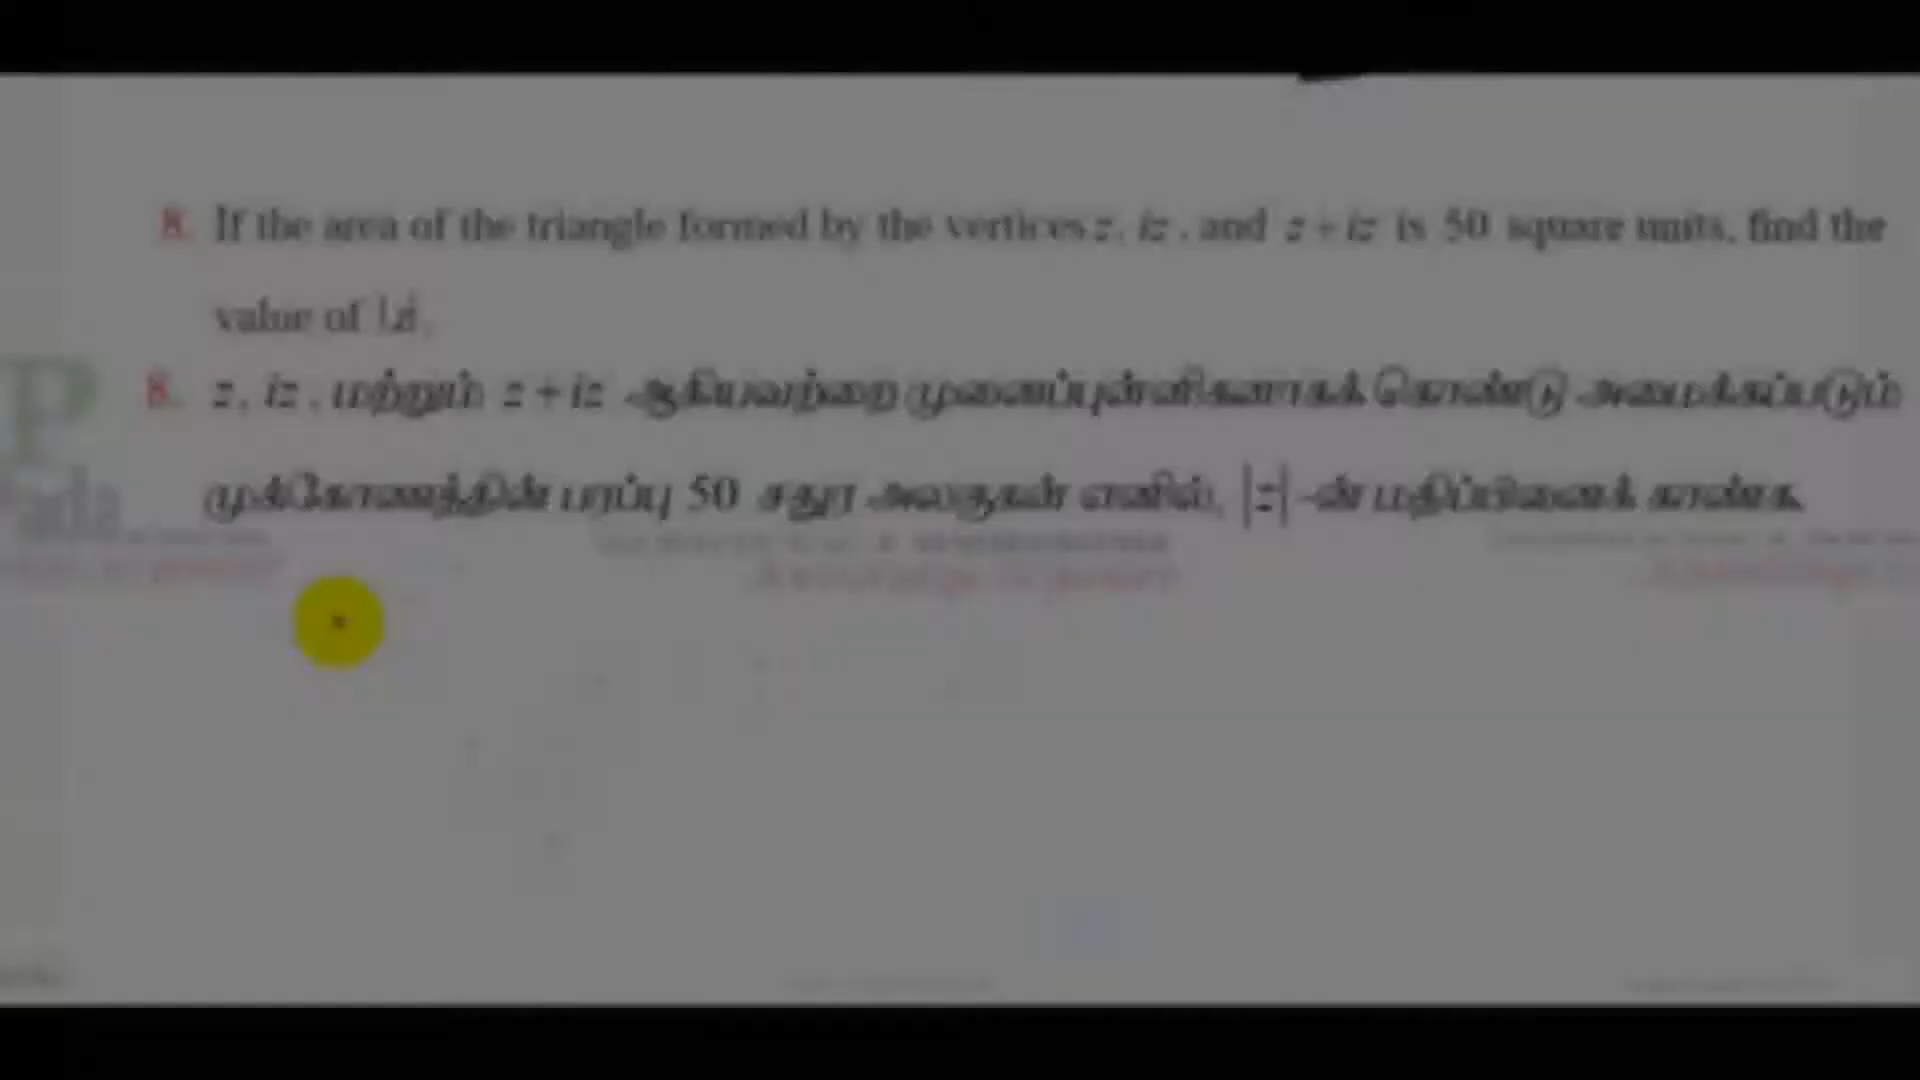 8. If the area of the triangle formed by the vertices z, iz, and z + iz is 50 square units, find the
value of |z|.
8. z, iz, மற்றும் z + iz ஆகியவற்றை முனைப்புள்ளிகளாகக் கொண்டு அமைக்கப்படும்
முக்கோணத்தின் பரப்பு 50 சதுர அலகுகள் எனில், |z| -ன் மதிப்பினைக் காண்க.
P
ada